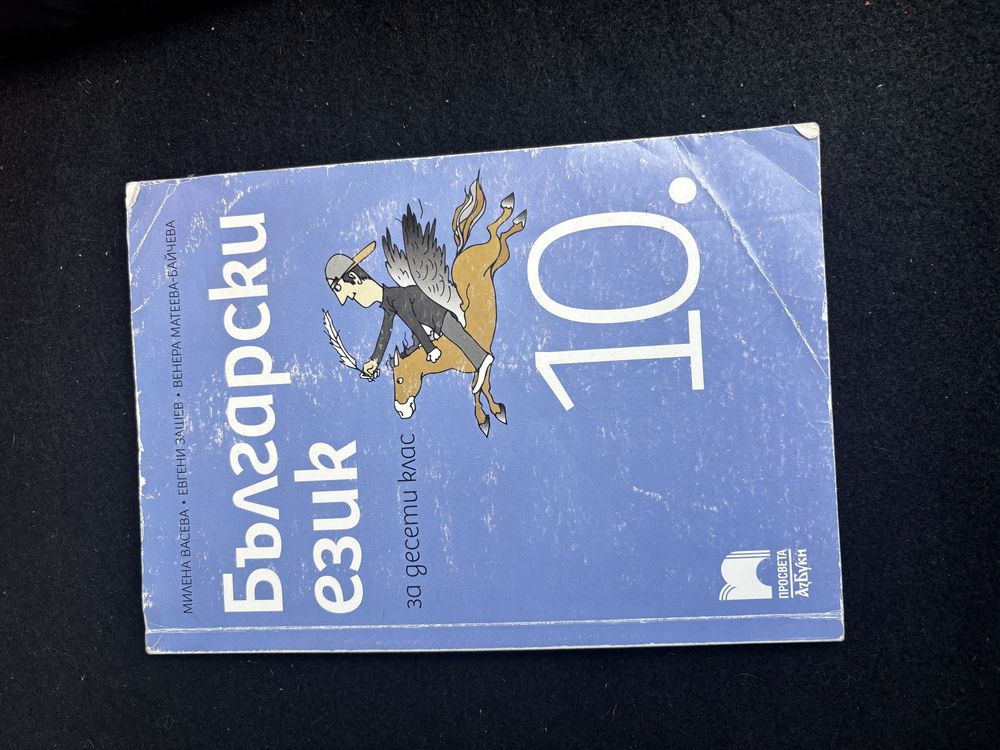 МИЛЕНА ВАСЕВА • ЕВГЕНИ ЗАШЕВ • ВЕНЕРА МАТЕЕВА-БАЙЧЕВА
Български
език
за десети клас
10.
ПРОСВЕТА
АзБуки